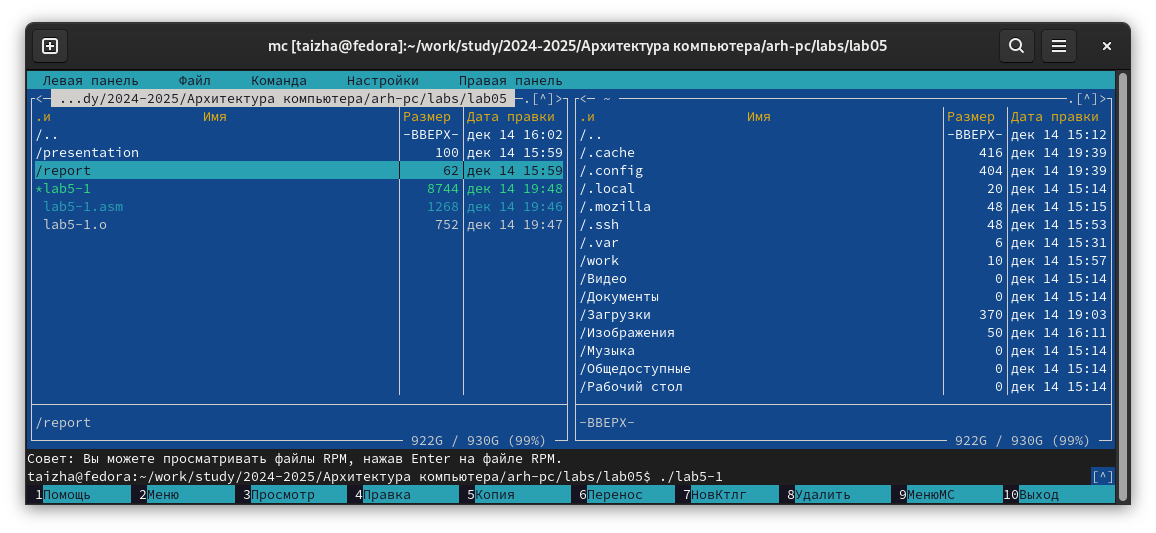 mc [taizha@fedora]:~/work/study/2024-2025/Архитектура компьютера/arh-pc/labs/lab05
Левая панель Файл Команда Настройки Правая панель
<— ...dy/2024-2025/Архитектура компьютера/arh-pc/labs/lab05 —.[^]>
.и Имя Размер Дата правки
/.. -ВВЕРХ- дек 14 16:02
/presentation 100 дек 14 15:59
/report 62 дек 14 15:59
*lab5-1 8744 дек 14 19:48
lab5-1.asm 1268 дек 14 19:46
lab5-1.o 752 дек 14 19:47
/report
922G / 930G (99%)
<— ~ —.[^]>
.и Имя Размер Дата правки
/.. -ВВЕРХ- дек 14 15:12
/.cache 416 дек 14 19:39
/.config 404 дек 14 19:39
/.local 20 дек 14 15:14
/.mozilla 48 дек 14 15:15
/.ssh 48 дек 14 15:53
/.var 6 дек 14 15:31
/work 10 дек 14 15:57
/Видео 0 дек 14 15:14
/Документы 0 дек 14 15:14
/Загрузки 370 дек 14 19:03
/Изображения 50 дек 14 16:11
/Музыка 0 дек 14 15:14
/Общедоступные 0 дек 14 15:14
/Рабочий стол 0 дек 14 15:14
-ВВЕРХ-
922G / 930G (99%)
Совет: Вы можете просматривать файлы RPM, нажав Enter на файле RPM.
taizha@fedora:~/work/study/2024-2025/Архитектура компьютера/arh-pc/labs/lab05$ ./lab5-1 [^]
1Помощь 2Меню 3Просмотр 4Правка 5Копия 6Перенос 7НовКтлг 8Удалить 9МенюМС 10Выход